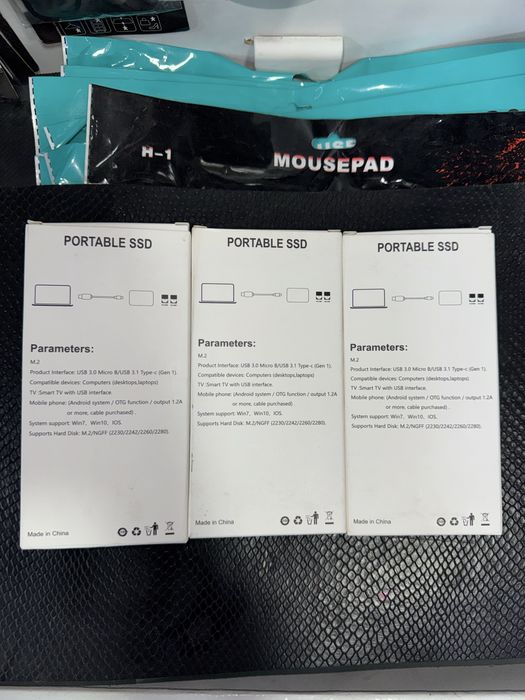 H-1
MOUSEPAD
PORTABLE SSD
Parameters:
M.2
Product Interface: USB 3.0 Micro B/USB 3.1 Type-c (Gen 1).
Compatible devices: Computers (desktops,laptops)
TV :Smart TV with USB interface.
Mobile phone: (Android system / OTG function / output 1.2A
or more, cable purchased) .
System support: Win7、Win10、IOS.
Supports Hard Disk: M.2/NGFF (2230/2242/2260/2280).
Made in China
PORTABLE SSD
Parameters:
M.2
Product Interface: USB 3.0 Micro B/USB 3.1 Type-c (Gen 1).
Compatible devices: Computers (desktops,laptops)
TV :Smart TV with USB interface.
Mobile phone: (Android system / OTG function / output 1.2A
or more, cable purchased) .
System support: Win7、Win10、IOS.
Supports Hard Disk: M.2/NGFF (2230/2242/2260/2280).
Made in China
PORTABLE SSD
Parameters:
M.2
Product Interface: USB 3.0 Micro B/USB 3.1 Type-c (Gen 1).
Compatible devices: Computers (desktops,laptops)
TV :Smart TV with USB interface.
Mobile phone: (Android system / OTG function / output 1.2A
or more, cable purchased) .
System support: Win7、Win10、IOS.
Supports Hard Disk: M.2/NGFF (2230/2242/2260/2280).
Made in China